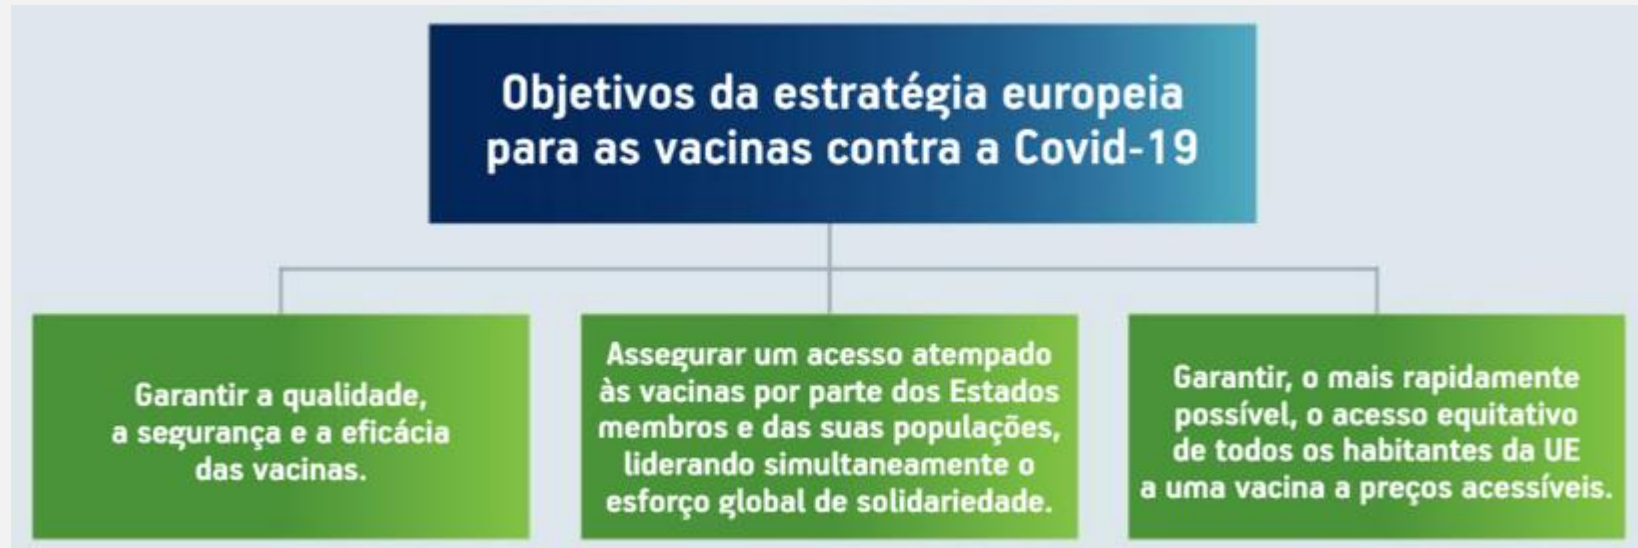 Objetivos da estratégia europeia
para as vacinas contra a Covid-19
Garantir a qualidade,
a segurança e a eficácia
das vacinas.
Assegurar um acesso atempado
às vacinas por parte dos Estados
membros e das suas populações,
liderando simultaneamente o
esforço global de solidariedade.
Garantir, o mais rapidamente
possível, o acesso equitativo
de todos os habitantes da UE
a uma vacina a preços acessíveis.